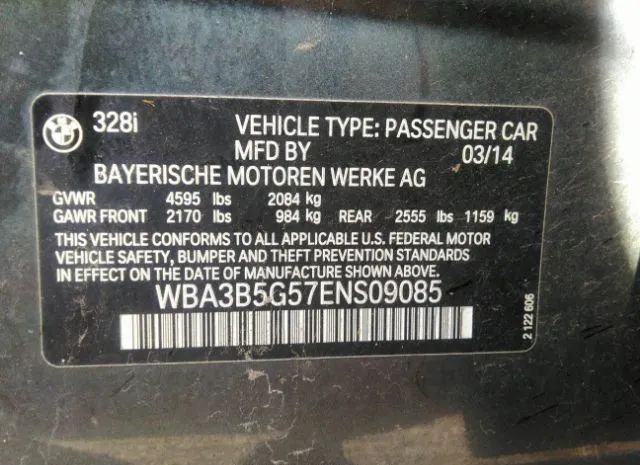 328i VEHICLE TYPE: PASSENGER CAR
MFD BY 03/14
BAYERISCHE MOTOREN WERKE AG
GVWR 4595 lbs 2084 kg
GAWR FRONT 2170 lbs 984 kg REAR 2555 lbs 1159 kg
THIS VEHICLE CONFORMS TO ALL APPLICABLE U.S. FEDERAL MOTOR
VEHICLE SAFETY, BUMPER AND THEFT PREVENTION STANDARDS
IN EFFECT ON THE DATE OF MANUFACTURE SHOWN ABOVE.
WBA3B5G57ENS09085
2 122 606